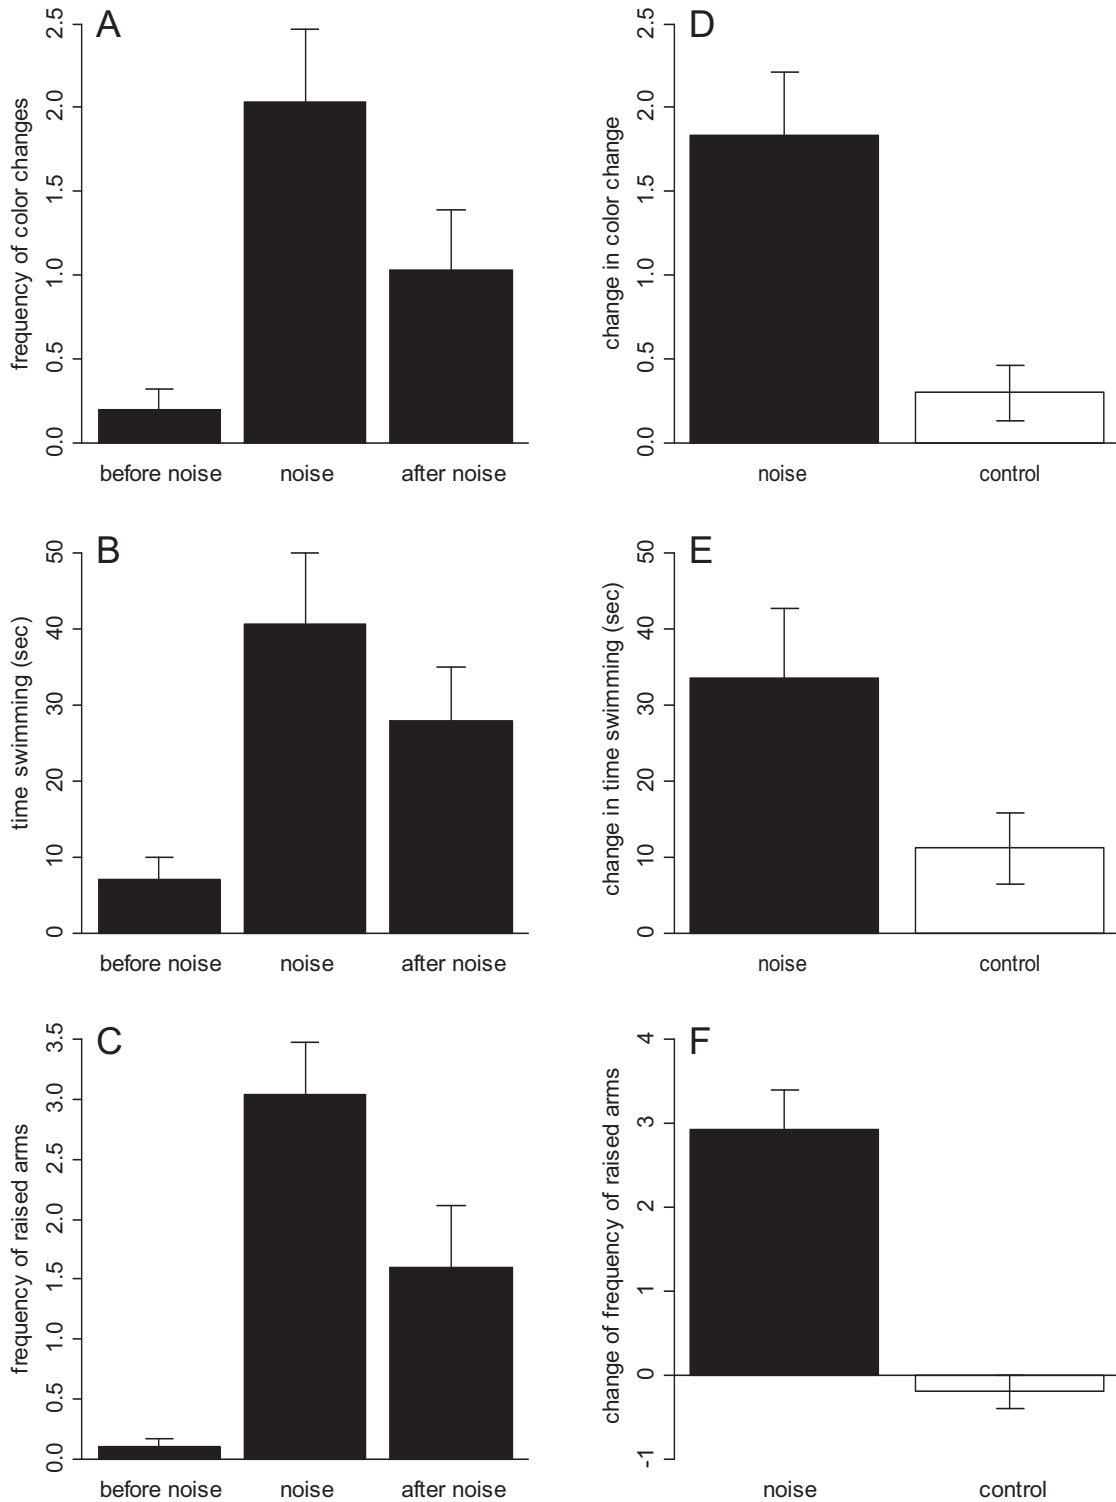 A
frequency of color changes
2.5
2.0
1.5
1.0
0.5
0.0
before noise noise after noise
D
change in color change
2.5
2.0
1.5
1.0
0.5
0.0
noise control
B
time swimming (sec)
50
40
30
20
10
0
before noise noise after noise
E
change in time swimming (sec)
50
40
30
20
10
0
noise control
C
frequency of raised arms
3.5
3.0
2.5
2.0
1.5
1.0
0.5
0.0
before noise noise after noise
F
change of frequency of raised arms
4
3
2
1
0
-1
noise control